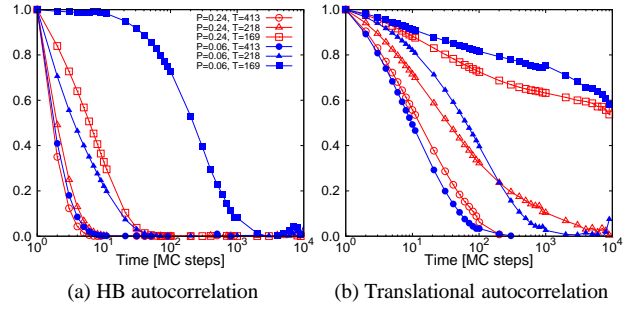 1.0
0.8
0.6
0.4
0.2
0.0
P=0.24, T=413
P=0.24, T=218
P=0.24, T=169
P=0.06, T=413
P=0.06, T=218
P=0.06, T=169
10^0 10^1 10^2 10^3 10^4
Time [MC steps]
(a) HB autocorrelation
1.0
0.8
0.6
0.4
0.2
0.0
10^0 10^1 10^2 10^3 10^4
Time [MC steps]
(b) Translational autocorrelation